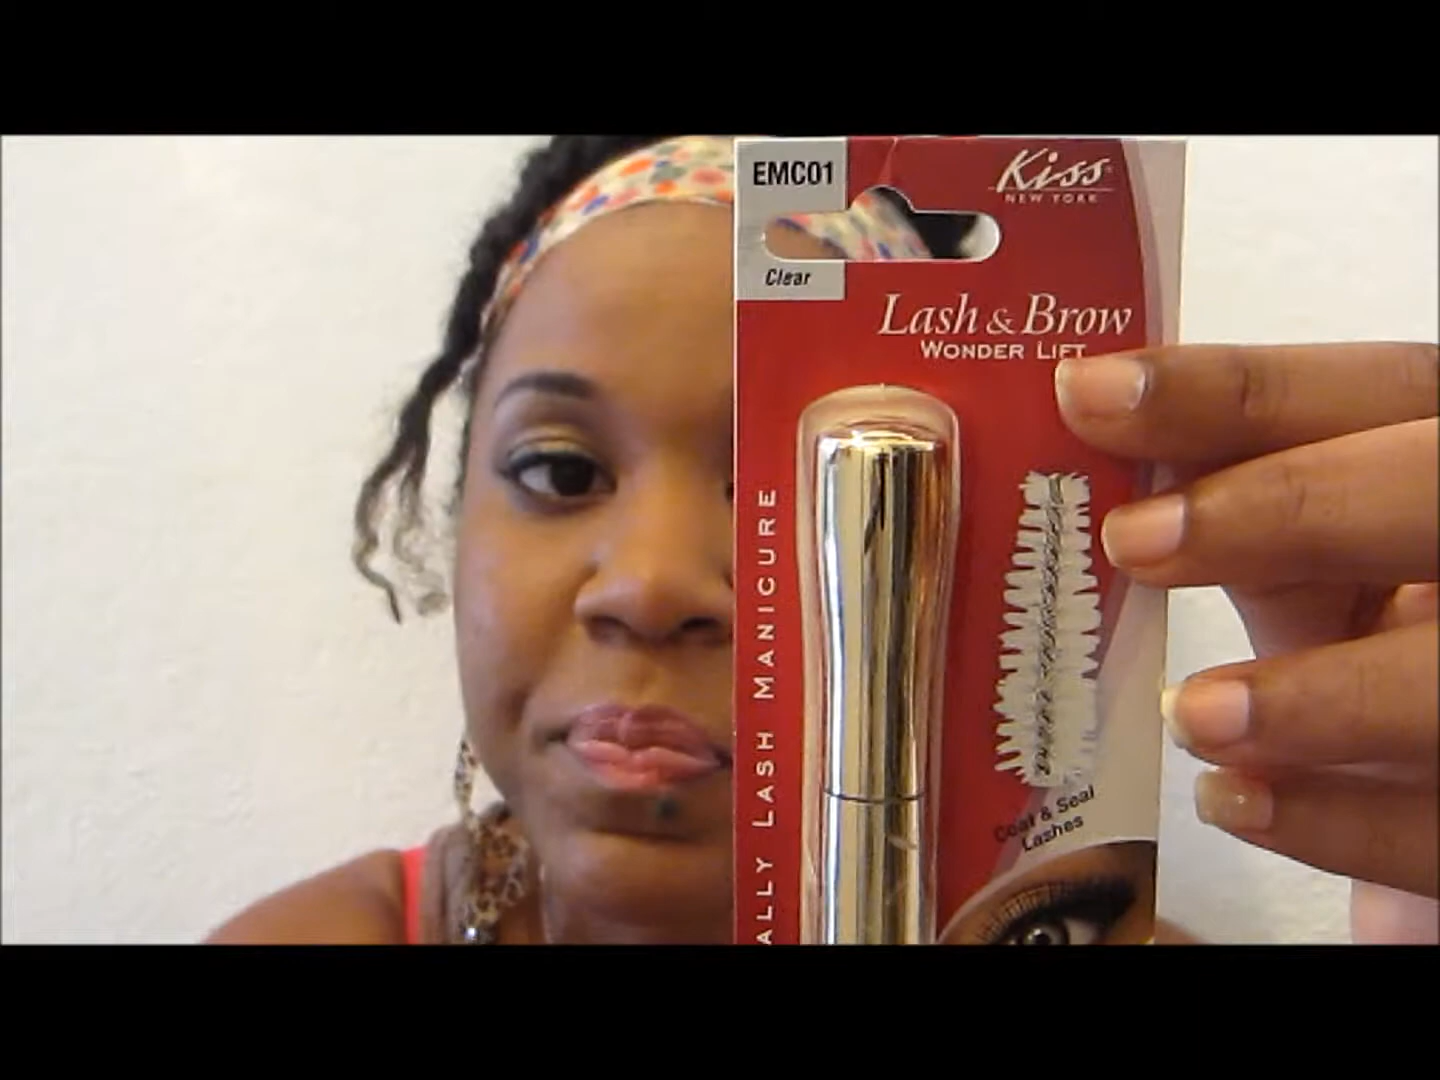 EMC01
Clear
Kiss
NEW YORK
Lash & Brow
WONDER LIFT
ALLY LASH MANICURE
Coat & Seal
Lashes